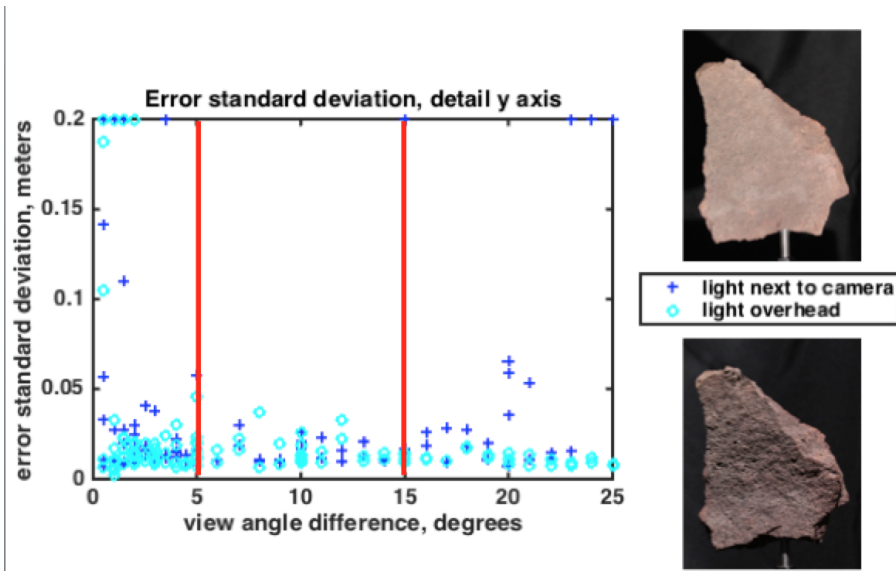 Error standard deviation, detail y axis
0.2
0.15
0.1
0.05
0
error standard deviation, meters
0 5 10 15 20 25
view angle difference, degrees
light next to camera
light overhead